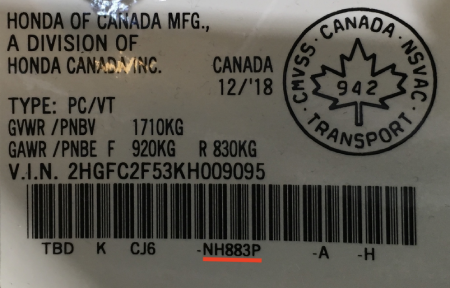 HONDA OF CANADA MFG.,
A DIVISION OF
HONDA CANADA INC. CANADA
12/'18
CMVSS · CANADA · NSVAC · TRANSPORT ·
942
TYPE: PC/VT
GVWR /PNBV 1710KG
GAWR /PNBE F 920KG R 830KG
V.I.N. 2HGFC2F53KH009095
TBD K CJ6 -NH883P -A -H